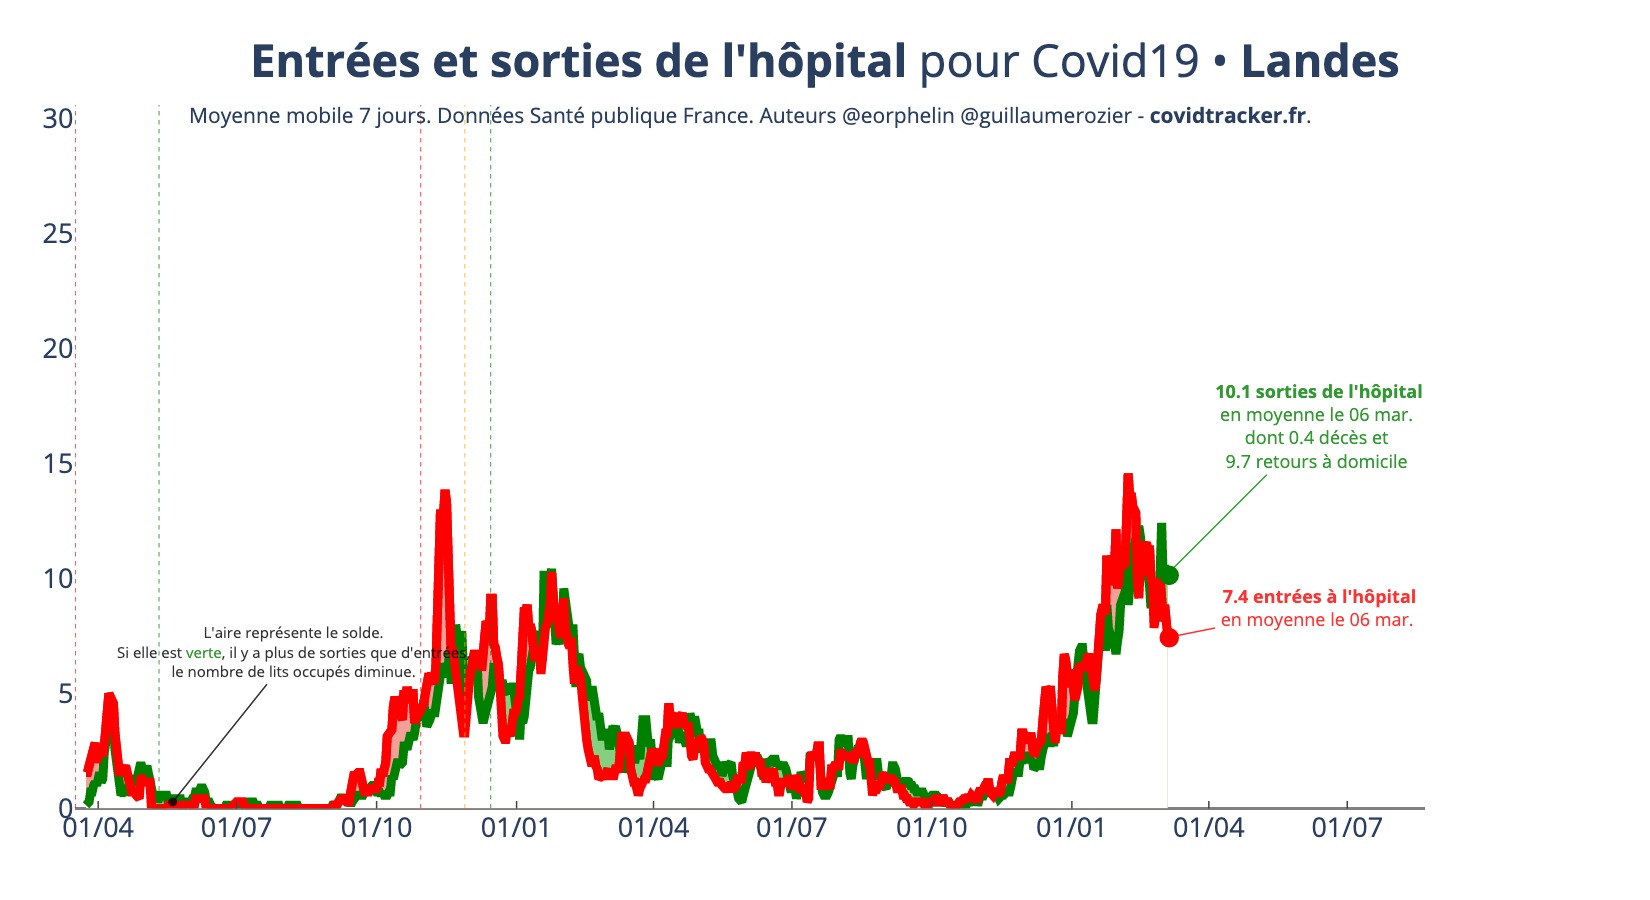 Entrées et sorties de l'hôpital pour Covid19 • Landes
Moyenne mobile 7 jours. Données Santé publique France. Auteurs @eorphelin @guillaumerozier - covidtracker.fr.
30
25
20
15
10
5
0
10.1 sorties de l'hôpital
en moyenne le 06 mar.
dont 0.4 décès et
9.7 retours à domicile
7.4 entrées à l'hôpital
en moyenne le 06 mar.
L'aire représente le solde.
Si elle est verte, il y a plus de sorties que d'entrées,
le nombre de lits occupés diminue.
01/04 01/07 01/10 01/01 01/04 01/07 01/10 01/01 01/04 01/07